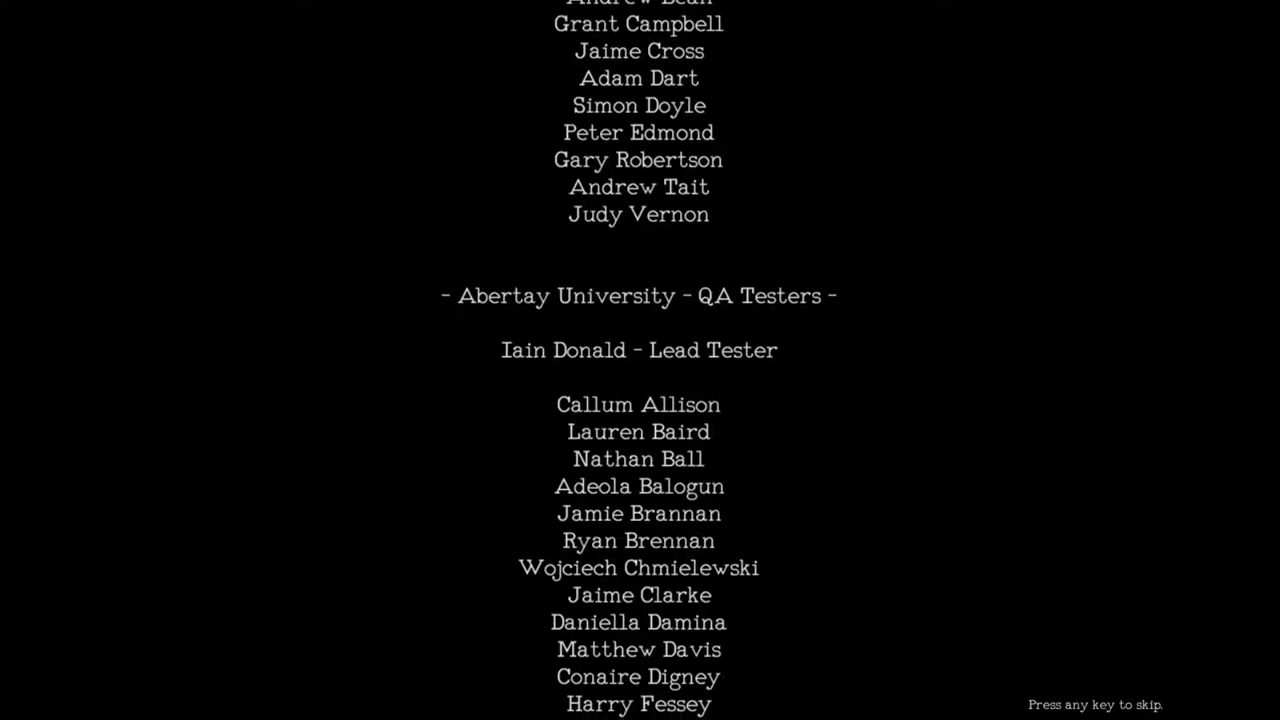 Andrew Bean
Grant Campbell
Jaime Cross
Adam Dart
Simon Doyle
Peter Edmond
Gary Robertson
Andrew Tait
Judy Vernon
- Abertay University - QA Testers -
Iain Donald - Lead Tester
Callum Allison
Lauren Baird
Nathan Ball
Adeola Balogun
Jamie Brannan
Ryan Brennan
Wojciech Chmielewski
Jaime Clarke
Daniella Damina
Matthew Davis
Conaire Digney
Harry Fessey
Press any key to skip.